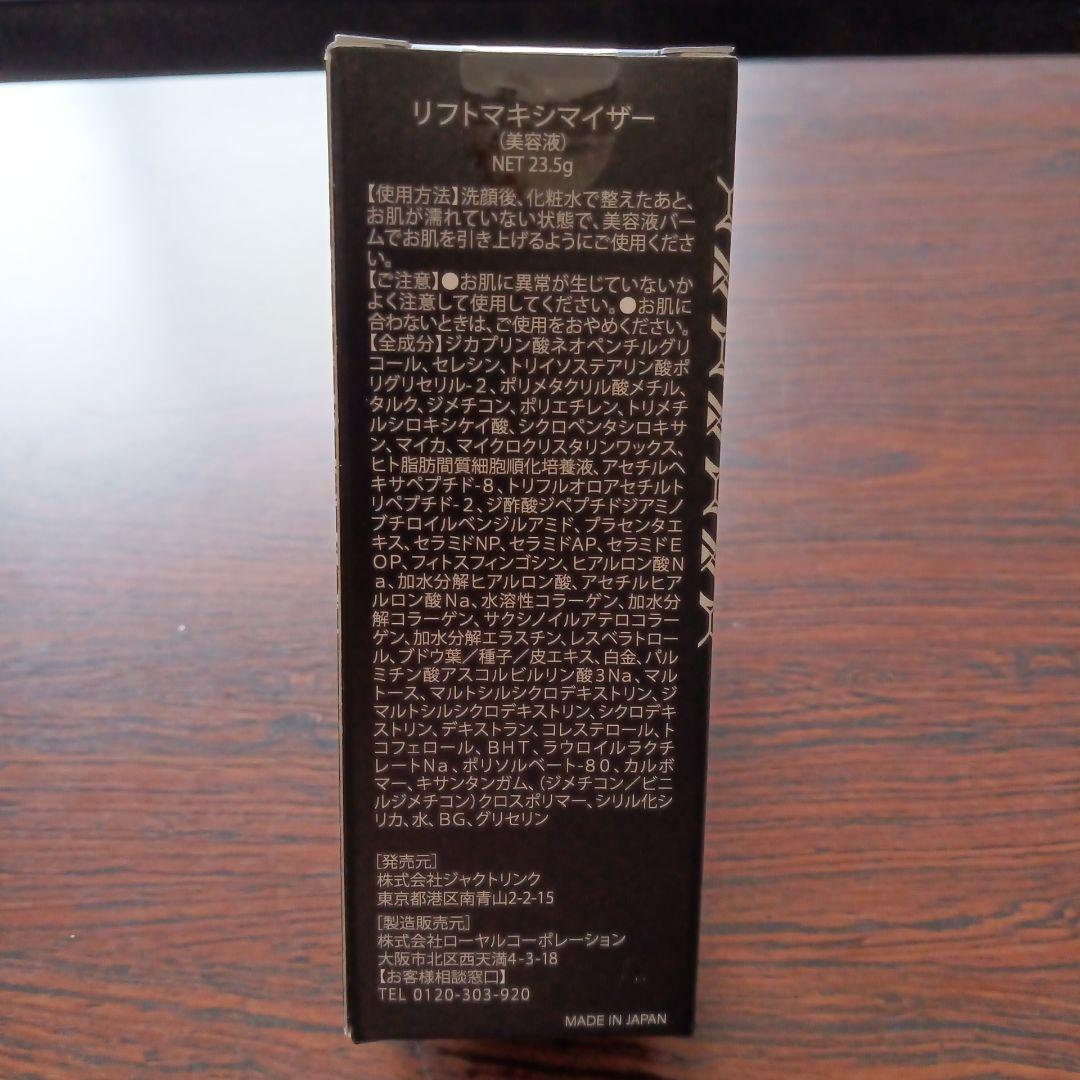 リフトマキシマイザー
(美容液)
NET 23.5g
【使用方法】洗顔後、化粧水で整えたあと、
お肌が濡れていない状態で、美容液バー
ムでお肌を引き上げるようにご使用くださ
い。
【ご注意】●お肌に異常が生じていないか
よく注意して使用してください。●お肌に
合わないときは、ご使用をおやめください。
【全成分】ジカプリン酸ネオペンチルグリ
コール、セレシン、トリイソステアリン酸ポ
リグリセリル-2、ポリメタクリル酸メチル、
タルク、ジメチコン、ポリエチレン、トリメチ
ルシロキシケイ酸、シクロペンタシロキサ
ン、マイカ、マイクロクリスタリンワックス、
ヒト脂肪間質細胞順化培養液、アセチルヘ
キサペプチド-8、トリフルオロアセチルト
リペプチド-2、ジ酢酸ジペプチドジアミノ
ブチロイルベンジルアミド、プラセンタエ
キス、セラミドNP、セラミドAP、セラミドE
OP、フィトスフィンゴシン、ヒアルロン酸N
a、加水分解ヒアルロン酸、アセチルヒア
ルロン酸Na、水溶性コラーゲン、加水分
解コラーゲン、サクシノイルアテロコラー
ゲン、加水分解エラスチン、レスベラトロー
ル、ブドウ葉／種子／皮エキス、白金、パル
ミチン酸アスコルビルリン酸3Na、マル
トース、マルトシルシクロデキストリン、ジ
マルトシルシクロデキストリン、シクロデキ
ストリン、デキストラン、コレステロール、ト
コフェロール、BHT、ラウロイルラクチ
レートNa、ポリソルベート-80、カルボ
マー、キサンタンガム、(ジメチコン／ビニ
ルジメチコン)クロスポリマー、シリル化シ
リカ、水、BG、グリセリン
[発売元]
株式会社ジャクトリンク
東京都港区南青山2-2-15
[製造販売元]
株式会社ローヤルコーポレーション
大阪市北区西天満4-3-18
【お客様相談窓口】
TEL 0120-303-920
MADE IN JAPAN